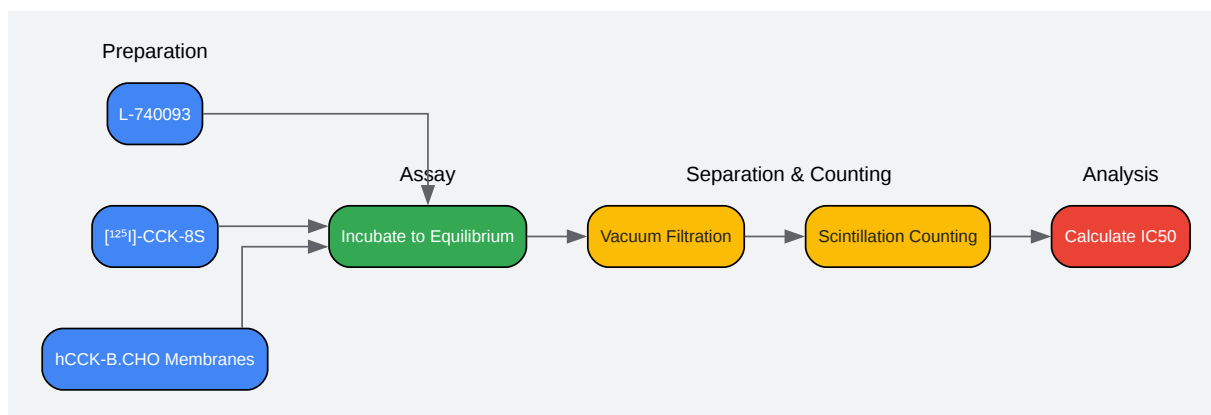 Preparation
L-740093
Assay
Separation & Counting
Analysis
[¹²⁵I]-CCK-8S
Incubate to Equilibrium
Vacuum Filtration
Scintillation Counting
Calculate IC50
hCCK-B.CHO Membranes